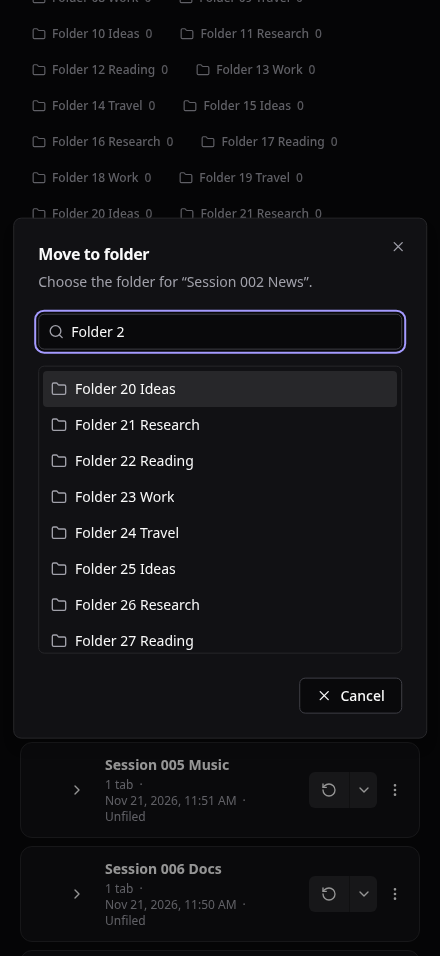 Folder 10 Ideas 0 Folder 11 Research 0
Folder 12 Reading 0 Folder 13 Work 0
Folder 14 Travel 0 Folder 15 Ideas 0
Folder 16 Research 0 Folder 17 Reading 0
Folder 18 Work 0 Folder 19 Travel 0
Folder 20 Ideas 0 Folder 21 Research 0
Move to folder
Choose the folder for “Session 002 News”.
Folder 2
Folder 20 Ideas
Folder 21 Research
Folder 22 Reading
Folder 23 Work
Folder 24 Travel
Folder 25 Ideas
Folder 26 Research
Folder 27 Reading
Cancel
Session 005 Music
1 tab ·
Nov 21, 2026, 11:51 AM ·
Unfiled
Session 006 Docs
1 tab ·
Nov 21, 2026, 11:50 AM ·
Unfiled